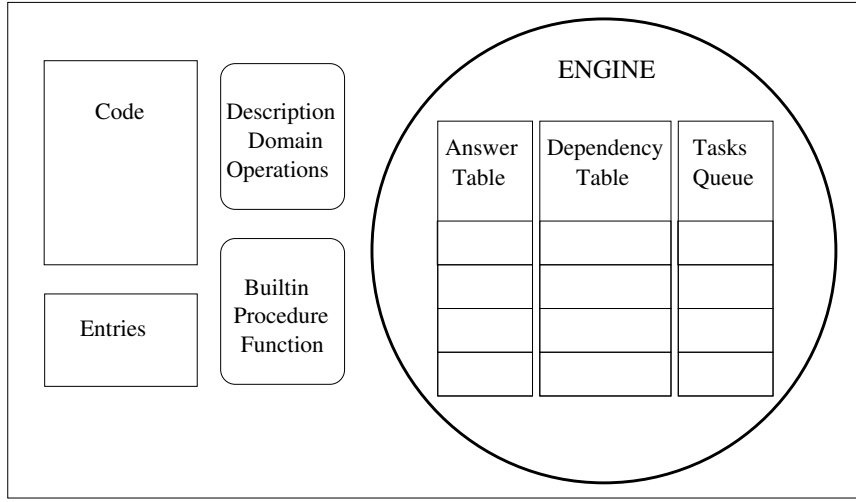 Code
Entries
Description
Domain
Operations
Builtin
Procedure
Function
ENGINE
Answer
Table
Dependency
Table
Tasks
Queue